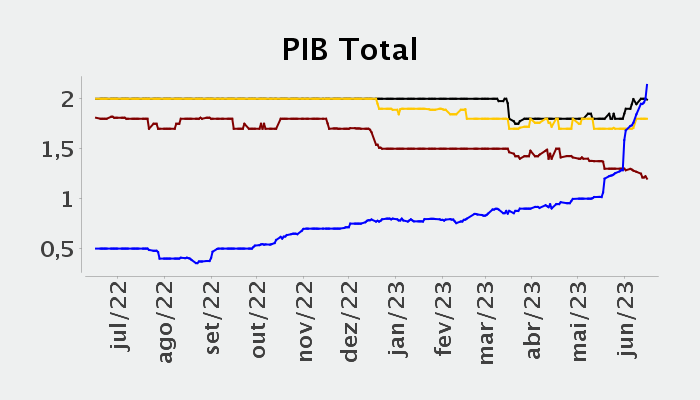 PIB Total
2
1,5
1
0,5
jul/22
ago/22
set/22
out/22
nov/22
dez/22
jan/23
fev/23
mar/23
abr/23
mai/23
jun/23